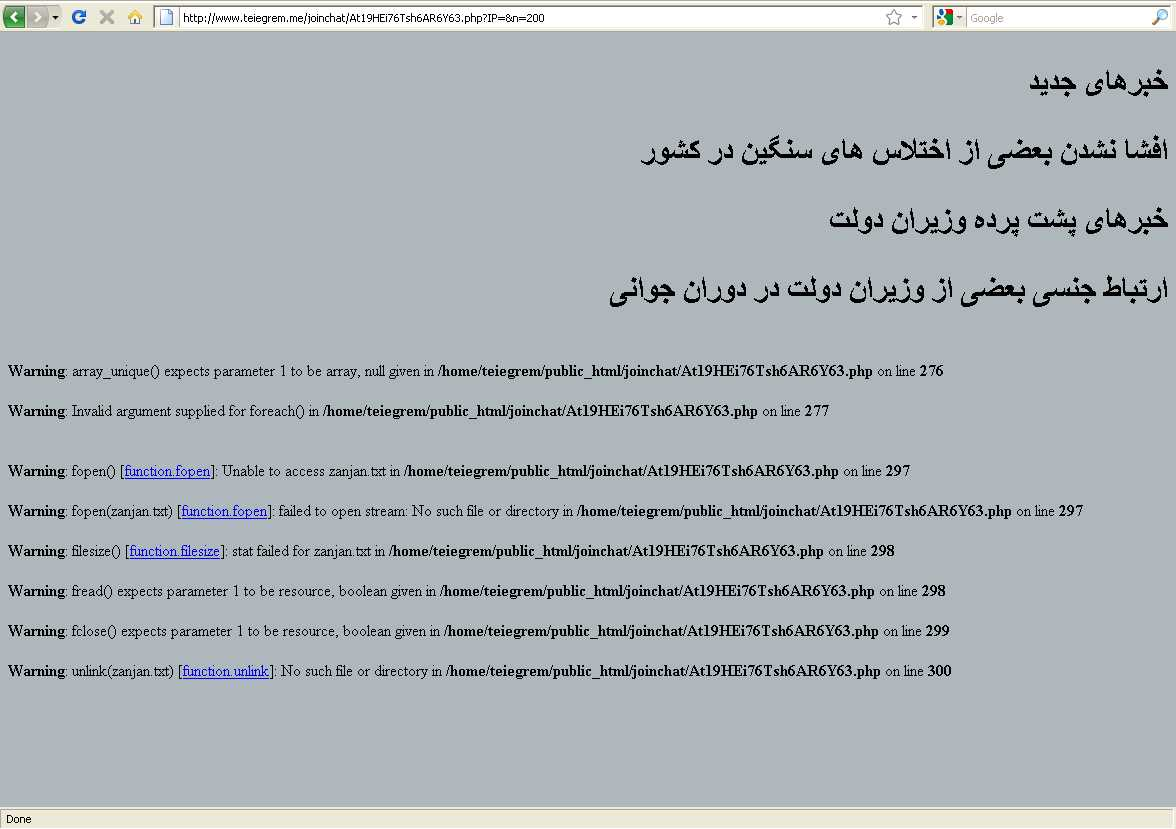 http://www.teiegrem.me/joinchat/At19HEi76Tsh6AR6Y63.php?IP=&n=200
Google
خبرهای جدید
افشا نشدن بعضی از اختلاس های سنگین در کشور
خبرهای پشت پرده وزیران دولت
ارتباط جنسی بعضی از وزیران دولت در دوران جوانی
Warning: array_unique() expects parameter 1 to be array, null given in /home/teiegrem/public_html/joinchat/At19HEi76Tsh6AR6Y63.php on line 276
Warning: Invalid argument supplied for foreach() in /home/teiegrem/public_html/joinchat/At19HEi76Tsh6AR6Y63.php on line 277
Warning: fopen() [function.fopen]: Unable to access zanjan.txt in /home/teiegrem/public_html/joinchat/At19HEi76Tsh6AR6Y63.php on line 297
Warning: fopen(zanjan.txt) [function.fopen]: failed to open stream: No such file or directory in /home/teiegrem/public_html/joinchat/At19HEi76Tsh6AR6Y63.php on line 297
Warning: filesize() [function.filesize]: stat failed for zanjan.txt in /home/teiegrem/public_html/joinchat/At19HEi76Tsh6AR6Y63.php on line 298
Warning: fread() expects parameter 1 to be resource, boolean given in /home/teiegrem/public_html/joinchat/At19HEi76Tsh6AR6Y63.php on line 298
Warning: fclose() expects parameter 1 to be resource, boolean given in /home/teiegrem/public_html/joinchat/At19HEi76Tsh6AR6Y63.php on line 299
Warning: unlink(zanjan.txt) [function.unlink]: No such file or directory in /home/teiegrem/public_html/joinchat/At19HEi76Tsh6AR6Y63.php on line 300
Done